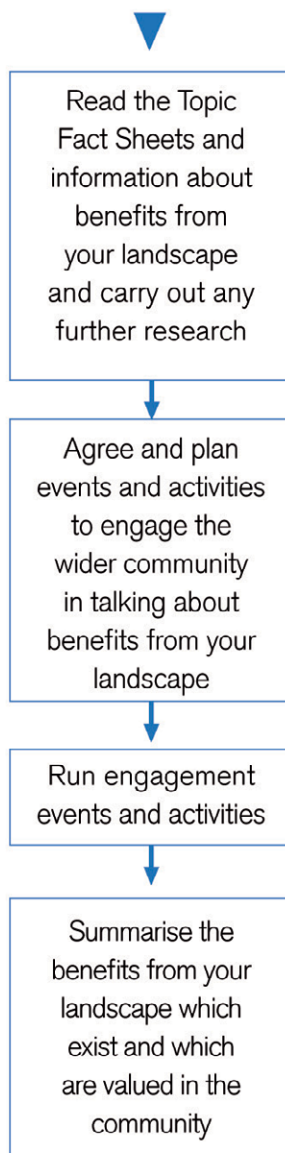 Read the Topic
Fact Sheets and
information about
benefits from
your landscape
and carry out any
further research
Agree and plan
events and activities
to engage the
wider community
in talking about
benefits from your
landscape
Run engagement
events and activities
Summarise the
benefits from your
landscape which
exist and which
are valued in the
community